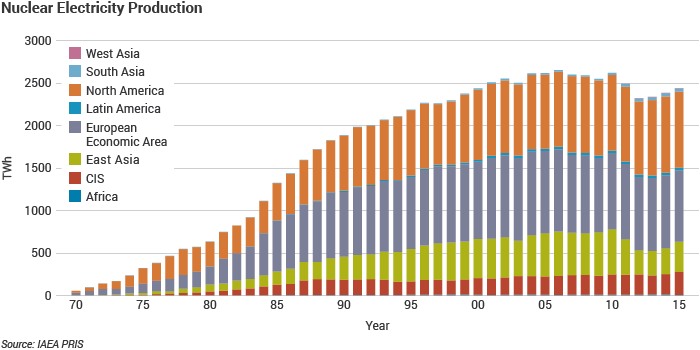 Nuclear Electricity Production
3000
2500
2000
1500
1000
500
0
TWh
West Asia
South Asia
North America
Latin America
European
Economic Area
East Asia
CIS
Africa
70 75 80 85 90 95 00 05 10 15
Year
Source: IAEA PRIS